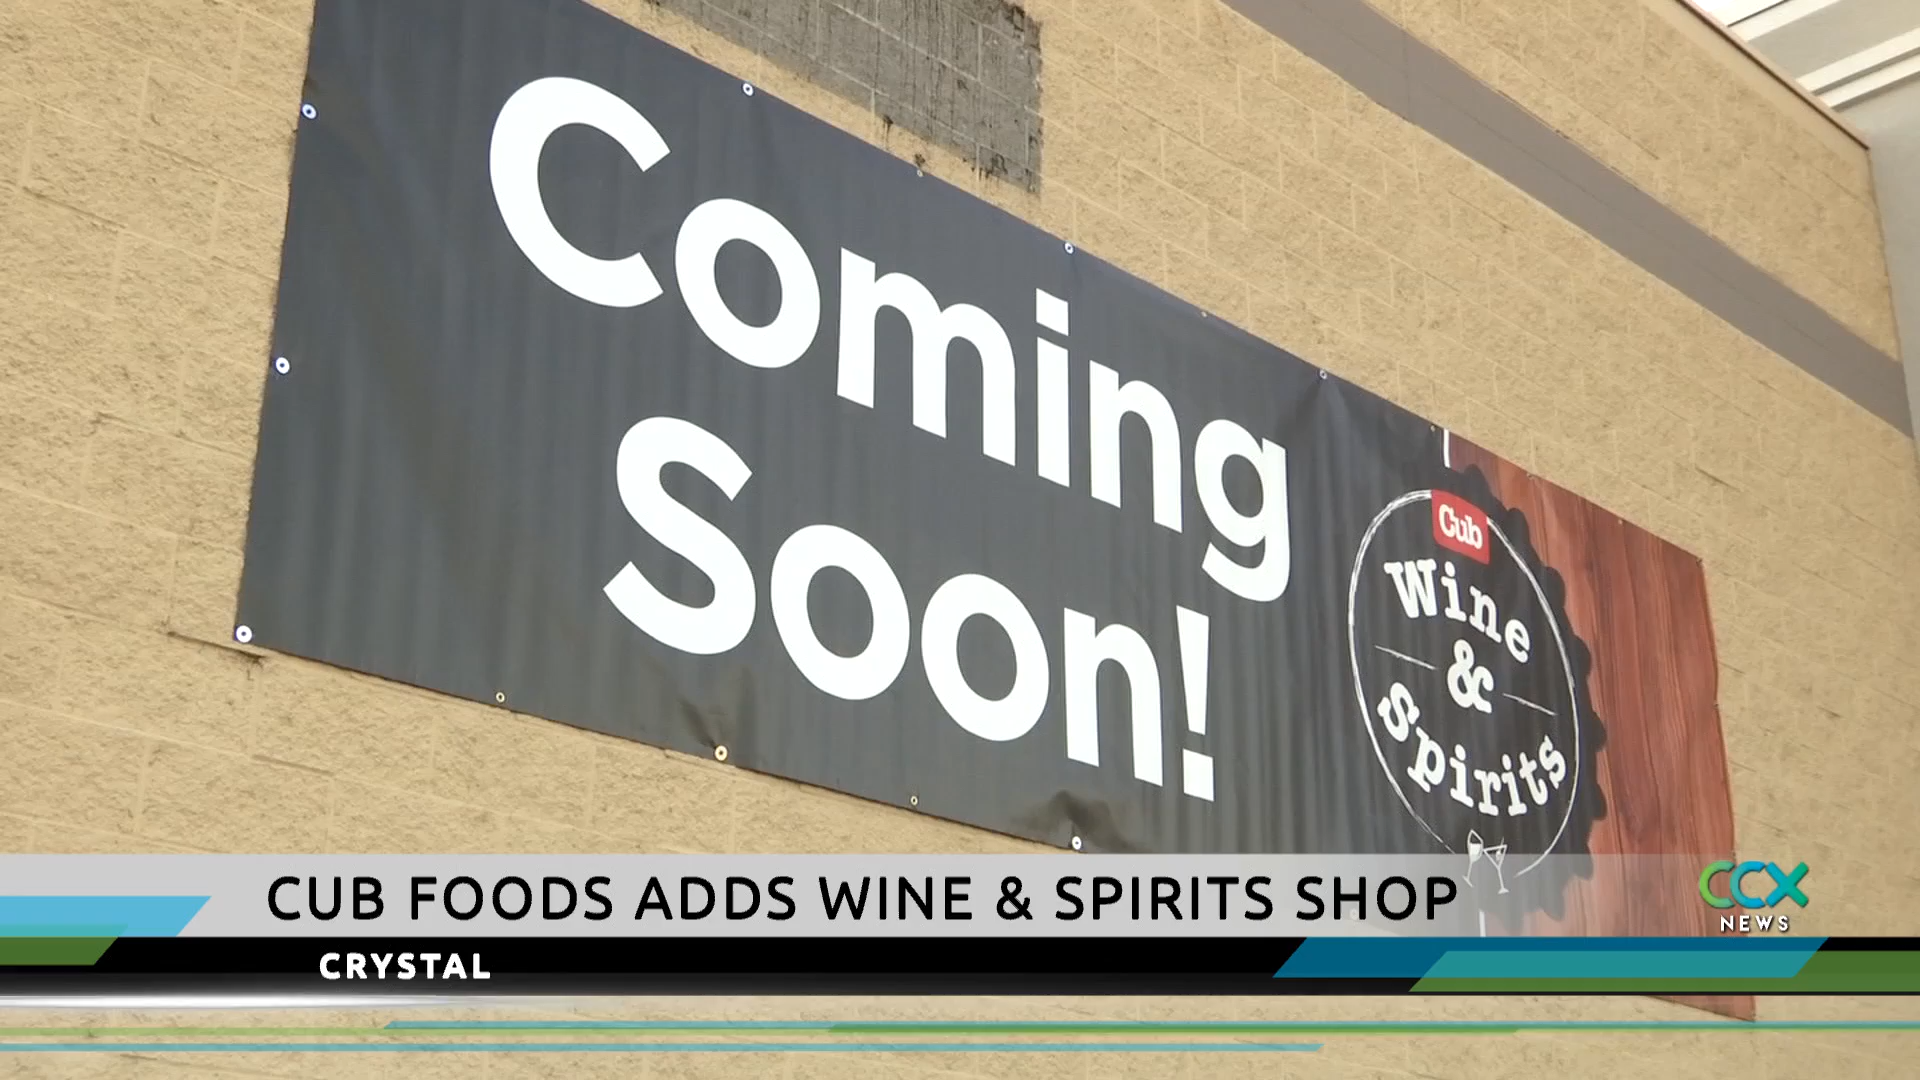 Coming
Soon!
Cub
Wine
&
Spirits
CUB FOODS ADDS WINE & SPIRITS SHOP
CCX
NEWS
CRYSTAL